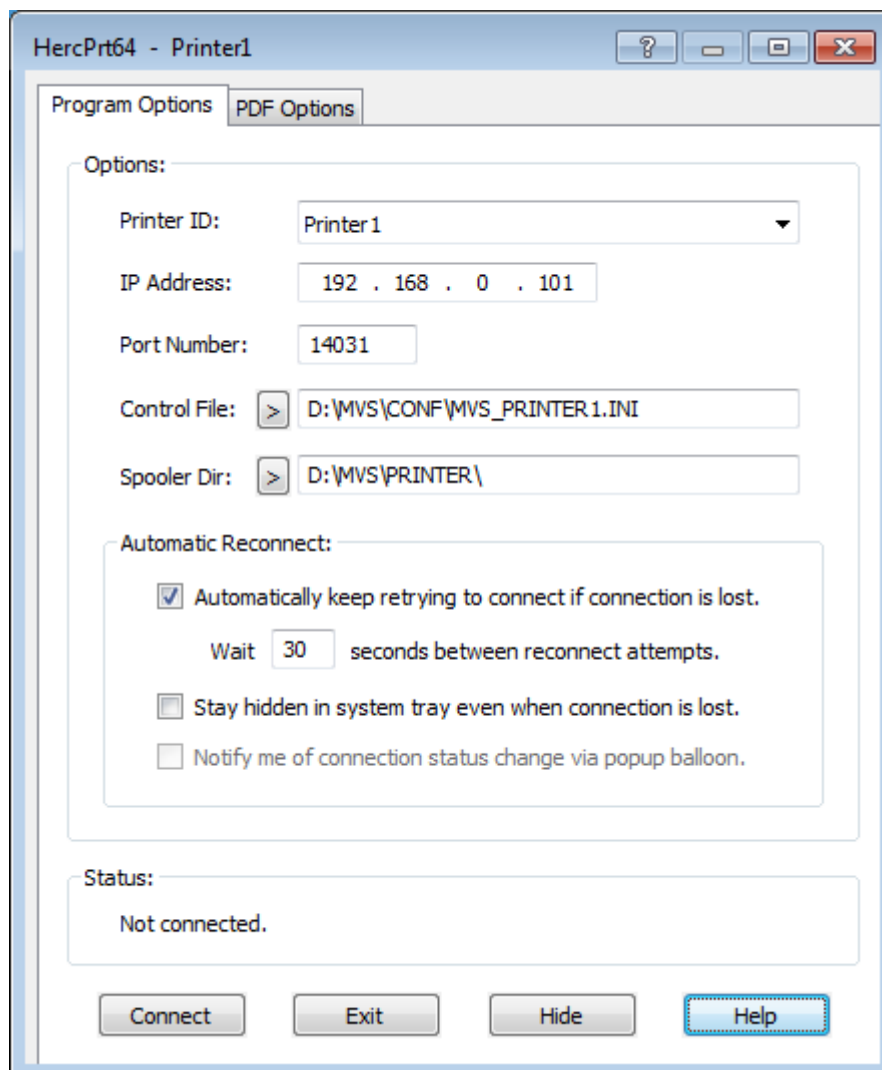 HercPrt64 - Printer1
Program Options PDF Options
Options:
Printer ID: Printer1
IP Address: 192 . 168 . 0 . 101
Port Number: 14031
Control File: > D:\MVS\CONF\MVS_PRINTER1.INI
Spooler Dir: > D:\MVS\PRINTER\
Automatic Reconnect:
Automatically keep retrying to connect if connection is lost.
Wait 30 seconds between reconnect attempts.
Stay hidden in system tray even when connection is lost.
Notify me of connection status change via popup balloon.
Status:
Not connected.
Connect Exit Hide Help